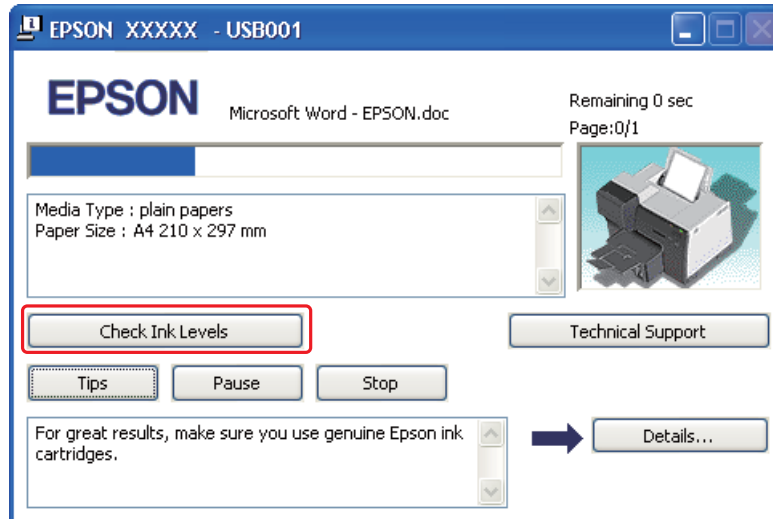 EPSON XXXXX - USB001
EPSON
Microsoft Word - EPSON.doc
Remaining 0 sec
Page:0/1
Media Type : plain papers
Paper Size : A4 210 x 297 mm
Check Ink Levels
Technical Support
Tips
Pause
Stop
For great results, make sure you use genuine Epson ink
cartridges.
Details...